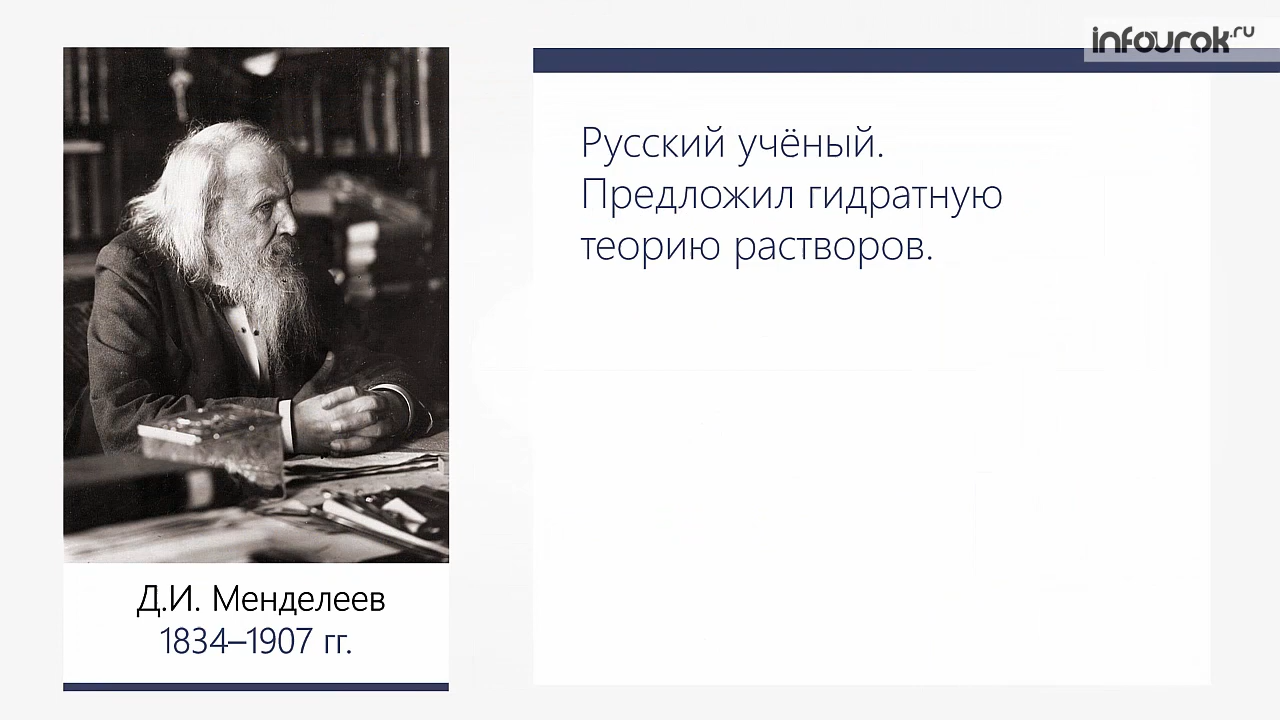 infourok.ru
Русский учёный.
Предложил гидратную
теорию растворов.
Д.И. Менделеев
1834–1907 гг.